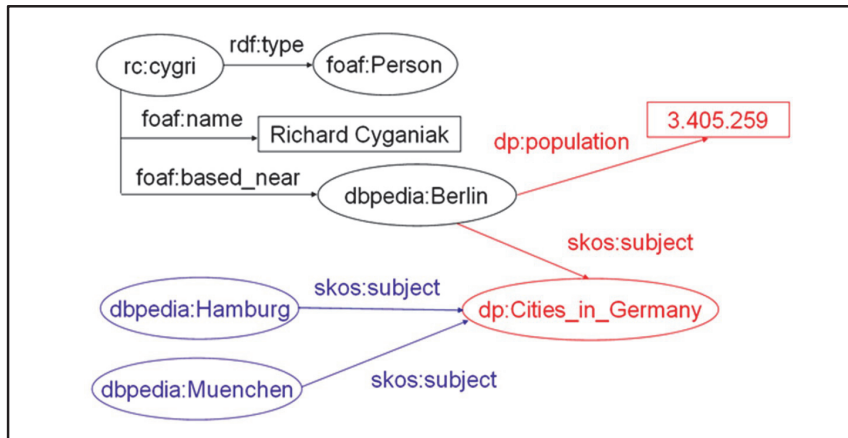 rdf:type
rc:cygri
foaf:Person
foaf:name
Richard Cyganiak
3.405.259
dp:population
foaf:based_near
dbpedia:Berlin
skos:subject
dbpedia:Hamburg
skos:subject
dp:Cities_in_Germany
dbpedia:Muenchen
skos:subject